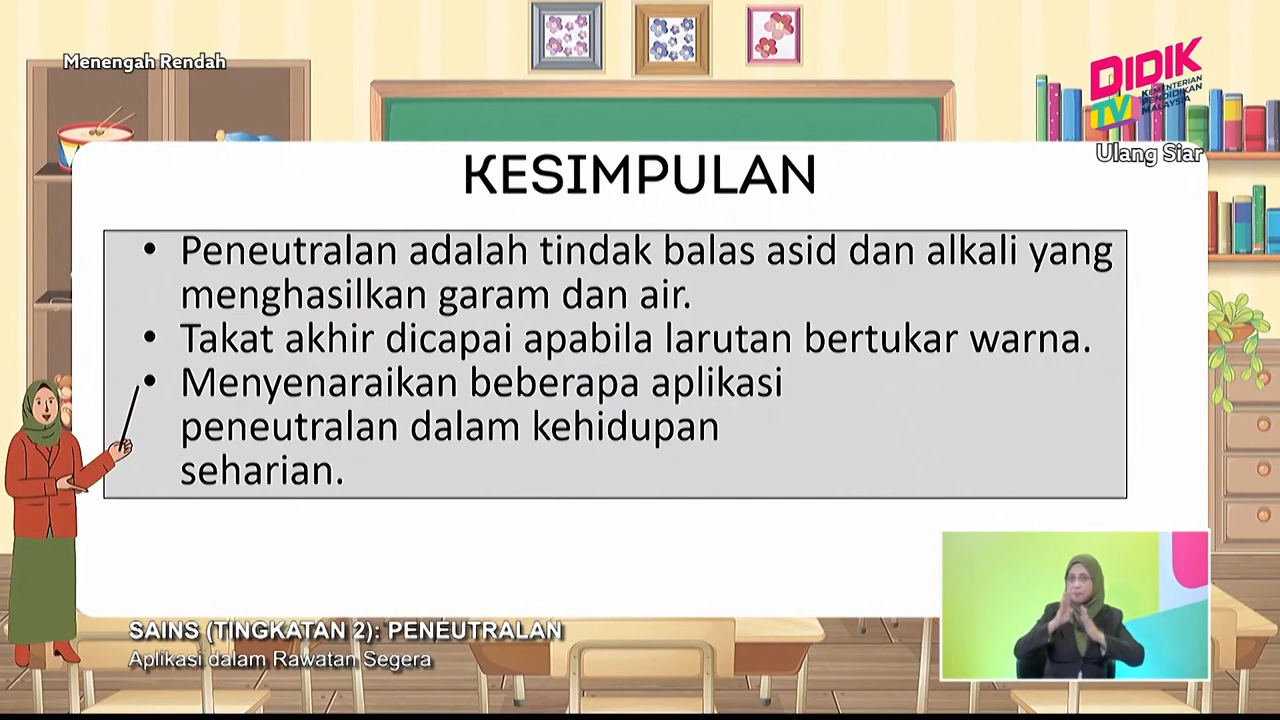 Menengah Rendah
DIDIK
TV
KEMENTERIAN
PENDIDIKAN
MALAYSIA
Ulang Siar
KESIMPULAN
• Peneutralan adalah tindak balas asid dan alkali yang
menghasilkan garam dan air.
• Takat akhir dicapai apabila larutan bertukar warna.
• Menyenaraikan beberapa aplikasi
peneutralan dalam kehidupan
seharian.
SAINS (TINGKATAN 2): PENEUTRALAN
Aplikasi dalam Rawatan Segera